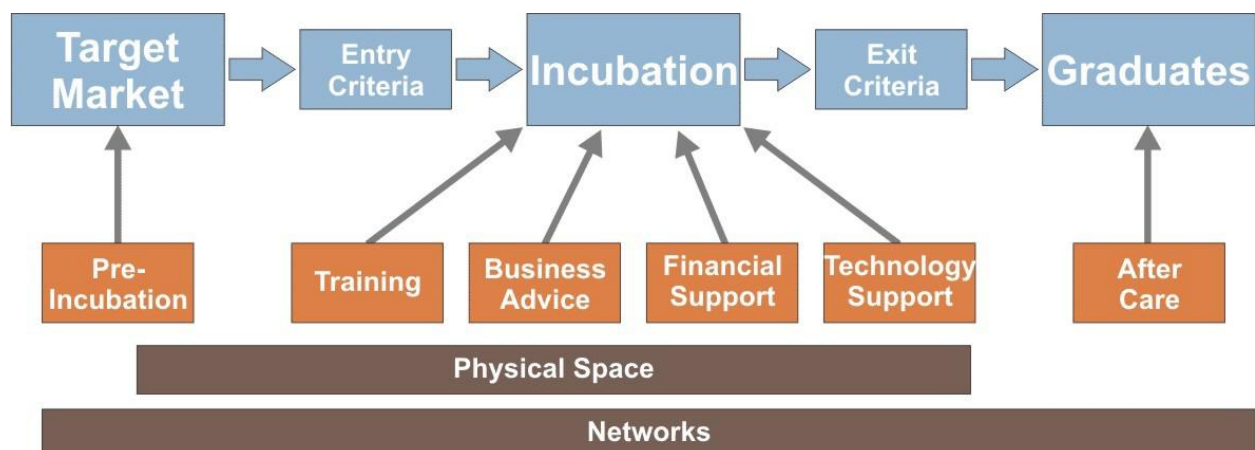 Target
Market
Entry
Criteria
Incubation
Exit
Criteria
Graduates
Pre-
Incubation
Training
Business
Advice
Financial
Support
Technology
Support
After
Care
Physical Space
Networks